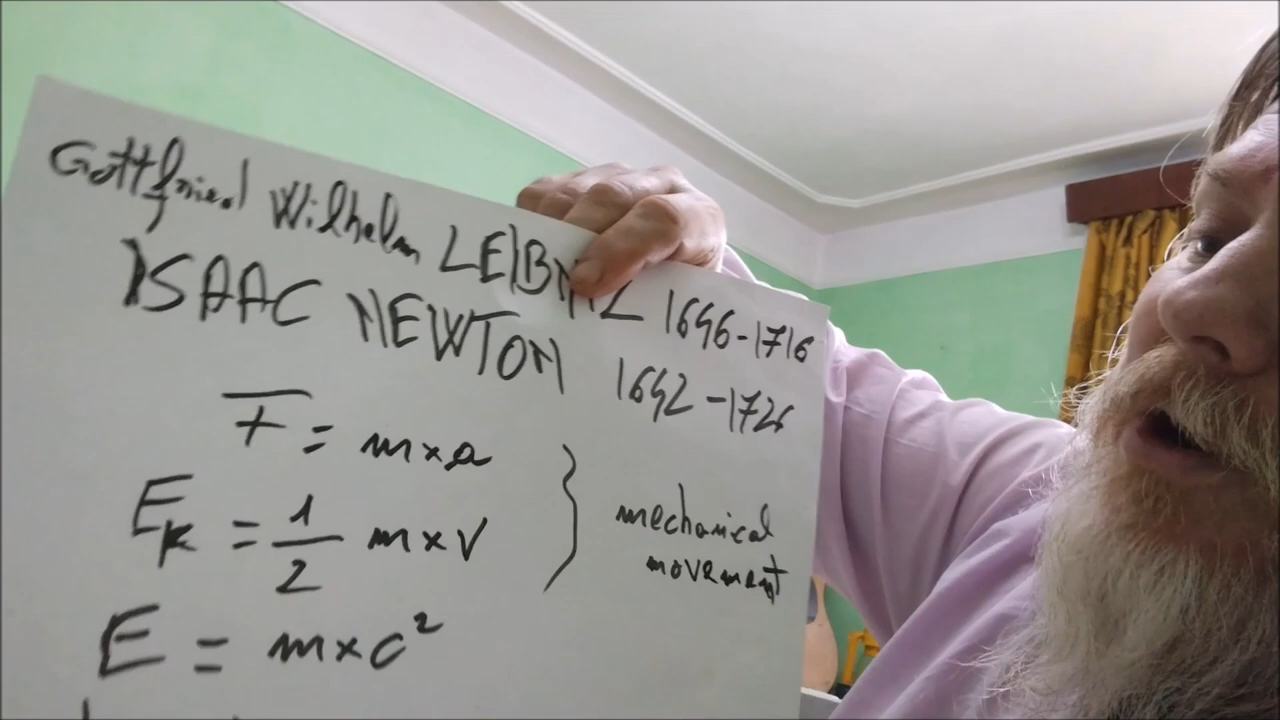 Gottfried Wilhelm LEIBNIZ 1646-1716
ISAAC NEWTON 1642-1726
F = m×a
Ek = 1/2 m×V
mechanical
movement
E = m×c²